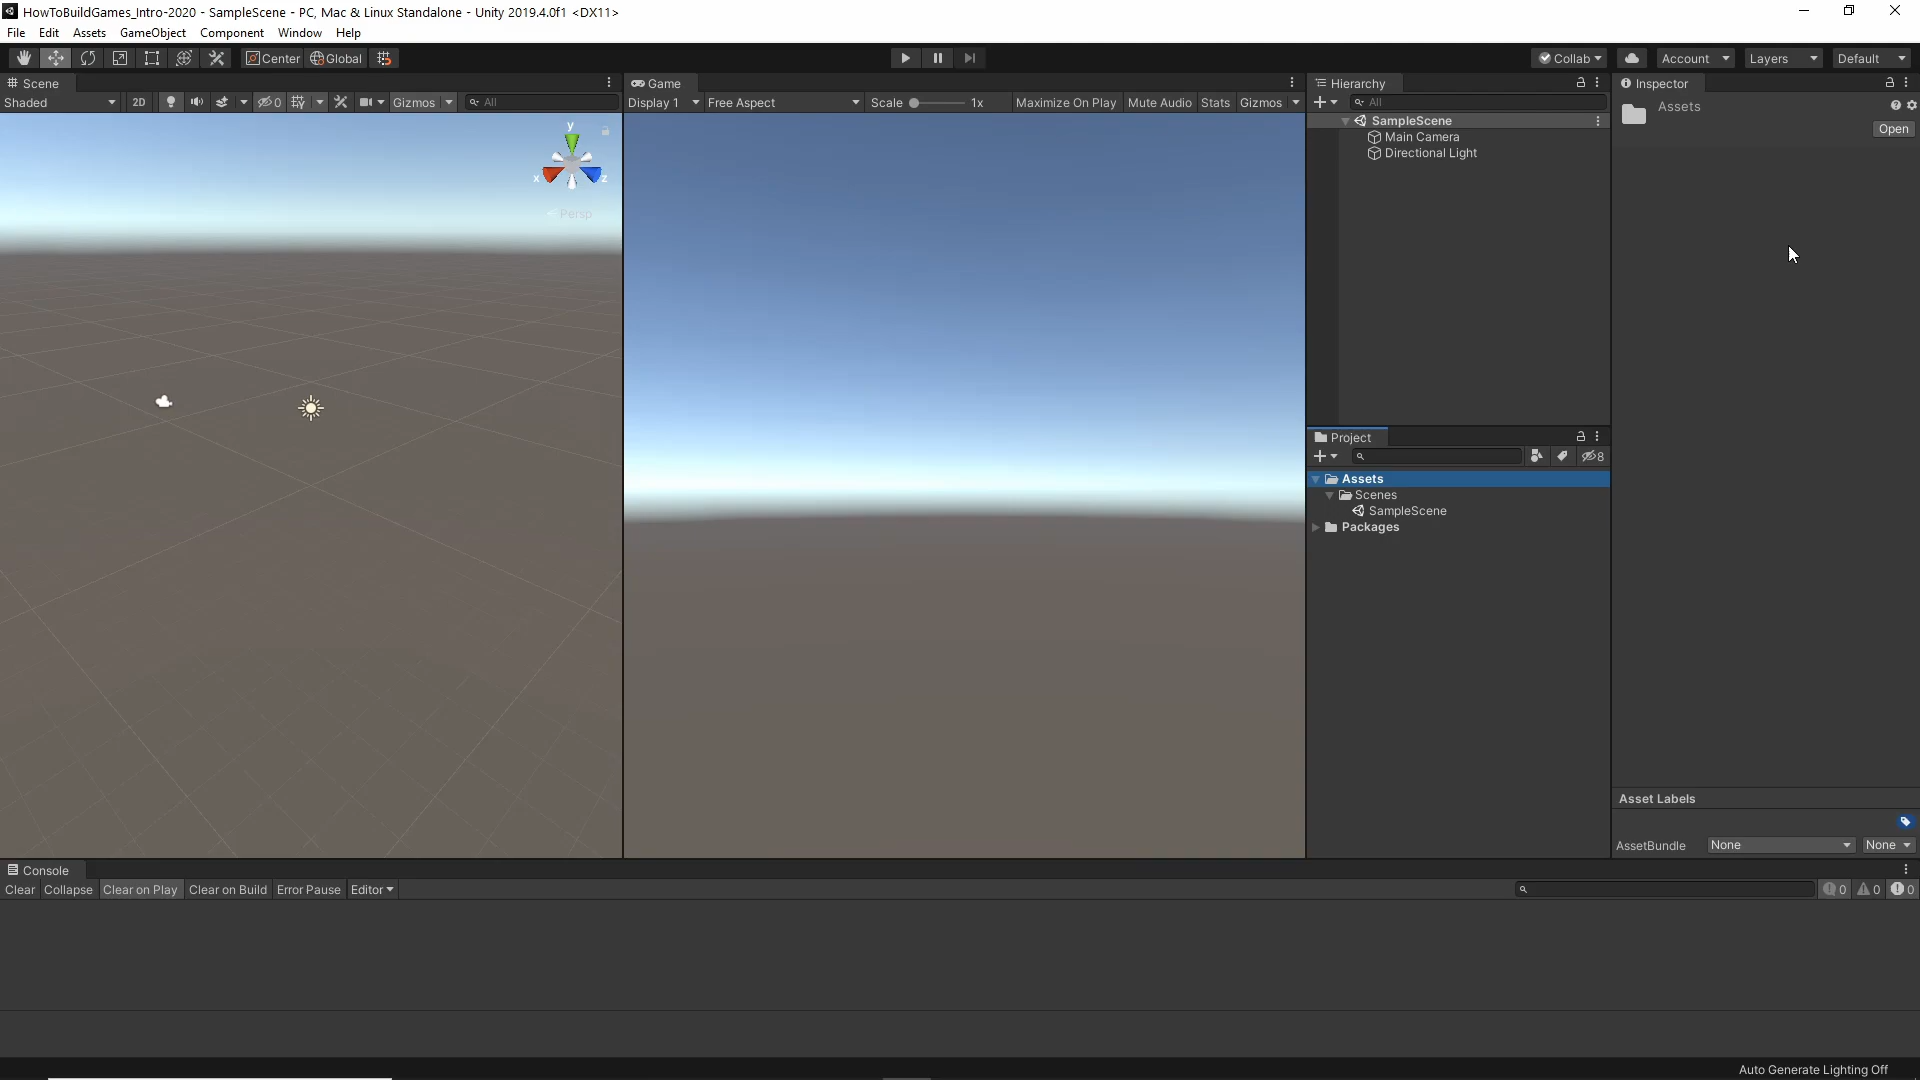 HowToBuildGames_Intro-2020 - SampleScene - PC, Mac & Linux Standalone - Unity 2019.4.0f1 <DX11>
File Edit Assets GameObject Component Window Help
Center Global Collab Account Layers Default
Scene
Shaded 2D 0 Gizmos All
y
x z
Persp
Game
Display 1 Free Aspect Scale 1x Maximize On Play Mute Audio Stats Gizmos
Hierarchy
All
SampleScene
Main Camera
Directional Light
Project
8
Assets
Scenes
SampleScene
Packages
Inspector
Assets
Open
Asset Labels
AssetBundle None None
Console
Clear Collapse Clear on Play Clear on Build Error Pause Editor 0 0 0
Auto Generate Lighting Off